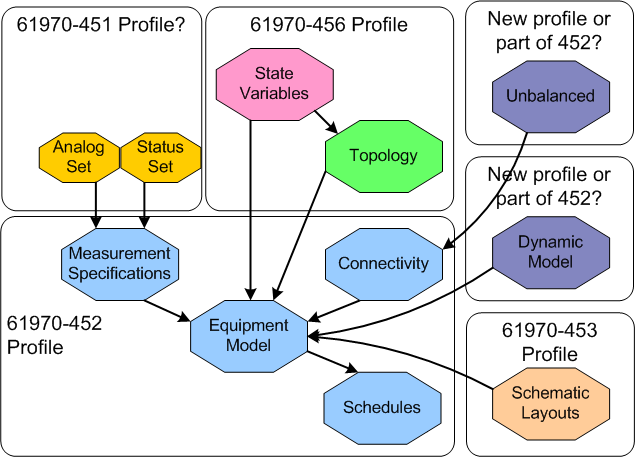 61970-451 Profile?
Analog
Set
Status
Set
61970-456 Profile
State
Variables
Topology
New profile or
part of 452?
Unbalanced
New profile or
part of 452?
Dynamic
Model
Measurement
Specifications
Connectivity
Equipment
Model
61970-452
Profile
Schedules
61970-453
Profile
Schematic
Layouts